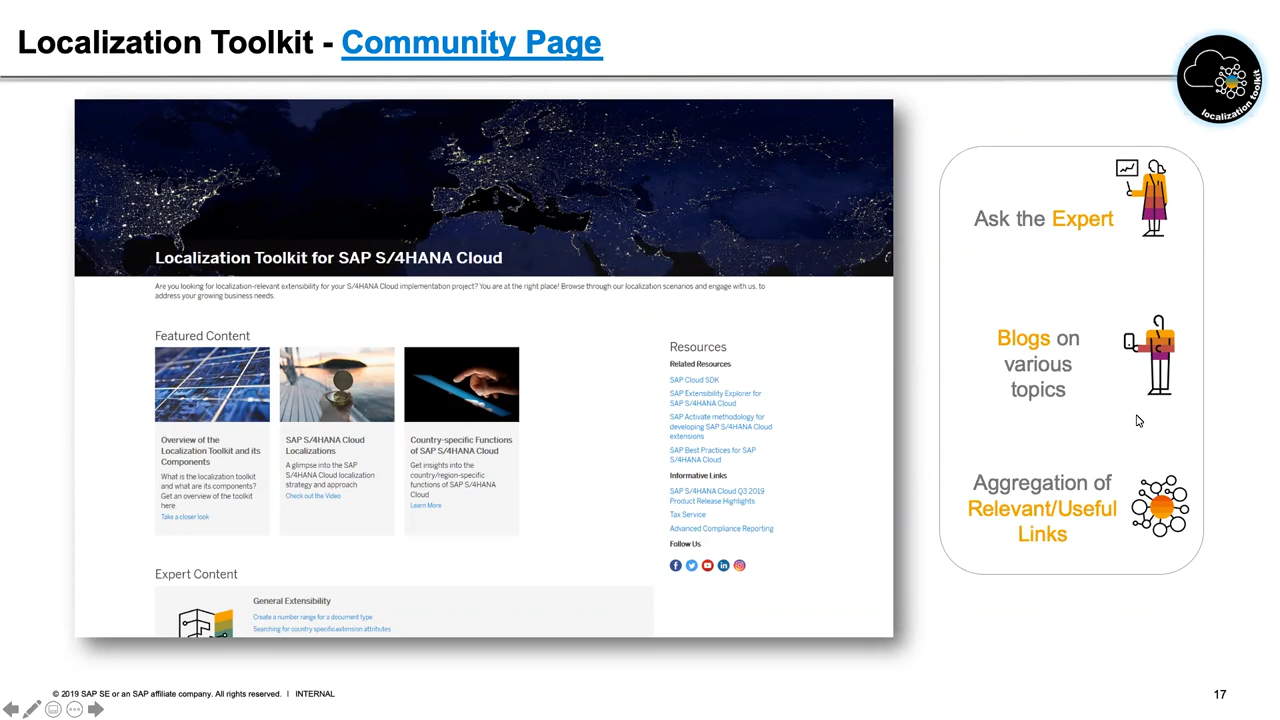 Localization Toolkit - Community Page
localization toolkit
Localization Toolkit for SAP S/4HANA Cloud
Are you looking for localization-relevant extensibility for your S/4HANA Cloud implementation project? You are at the right place! Browse through our localization scenarios and engage with us, to
address your growing business needs.
Featured Content
Overview of the
Localization Toolkit and its
Components
What is the localization toolkit
and what are its components?
Get an overview of the toolkit
here.
Take a closer look
SAP S/4HANA Cloud
Localizations
A glimpse into the SAP
S/4HANA Cloud localization
strategy and approach
Check out the Video
Country-specific Functions
of SAP S/4HANA Cloud
Get insights into the
country/region-specific
functions of SAP S/4HANA
Cloud
Learn More
Resources
Related Resources
SAP Cloud SDK
SAP Extensibility Explorer for
SAP S/4HANA Cloud
SAP Activate methodology for
developing SAP S/4HANA Cloud
extensions
SAP Best Practices for SAP
S/4HANA Cloud
Informative Links
SAP S/4HANA Cloud Q3 2019
Product Release Highlights
Tax Service
Advanced Compliance Reporting
Follow Us
Expert Content
General Extensibility
Create a number range for a document type
Searching for country specific extension attributes
Ask the Expert
Blogs on
various
topics
Aggregation of
Relevant/Useful
Links
© 2019 SAP SE or an SAP affiliate company. All rights reserved. I INTERNAL
17